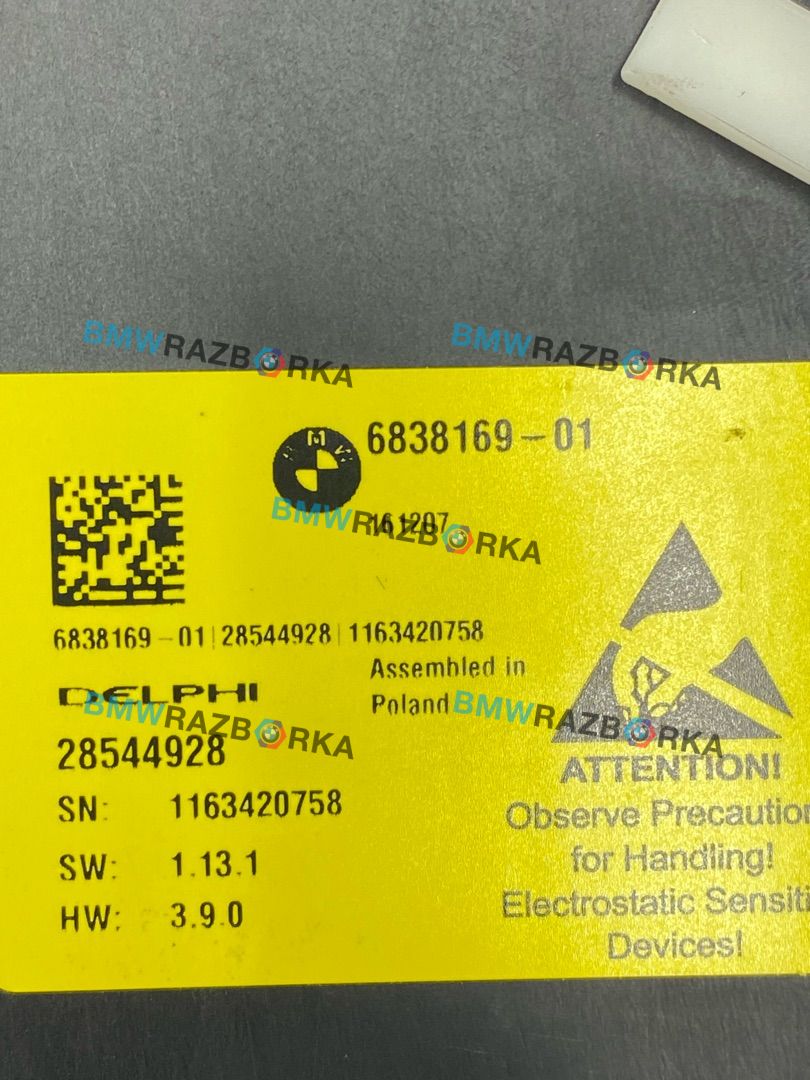 BMWRAZBORKA
BMWRAZBORKA
BMW
6838169-01
161207
BMWRAZBORKA
6838169-01|28544928|1163420758
Assembled in
Poland
DELPHI
BMWRAZBORKA
BMWRAZBORKA
28544928
SN: 1163420758
SW: 1.13.1
HW: 3.9.0
ATTENTION!
Observe Precaution
for Handling!
Electrostatic Sensiti
Devices!